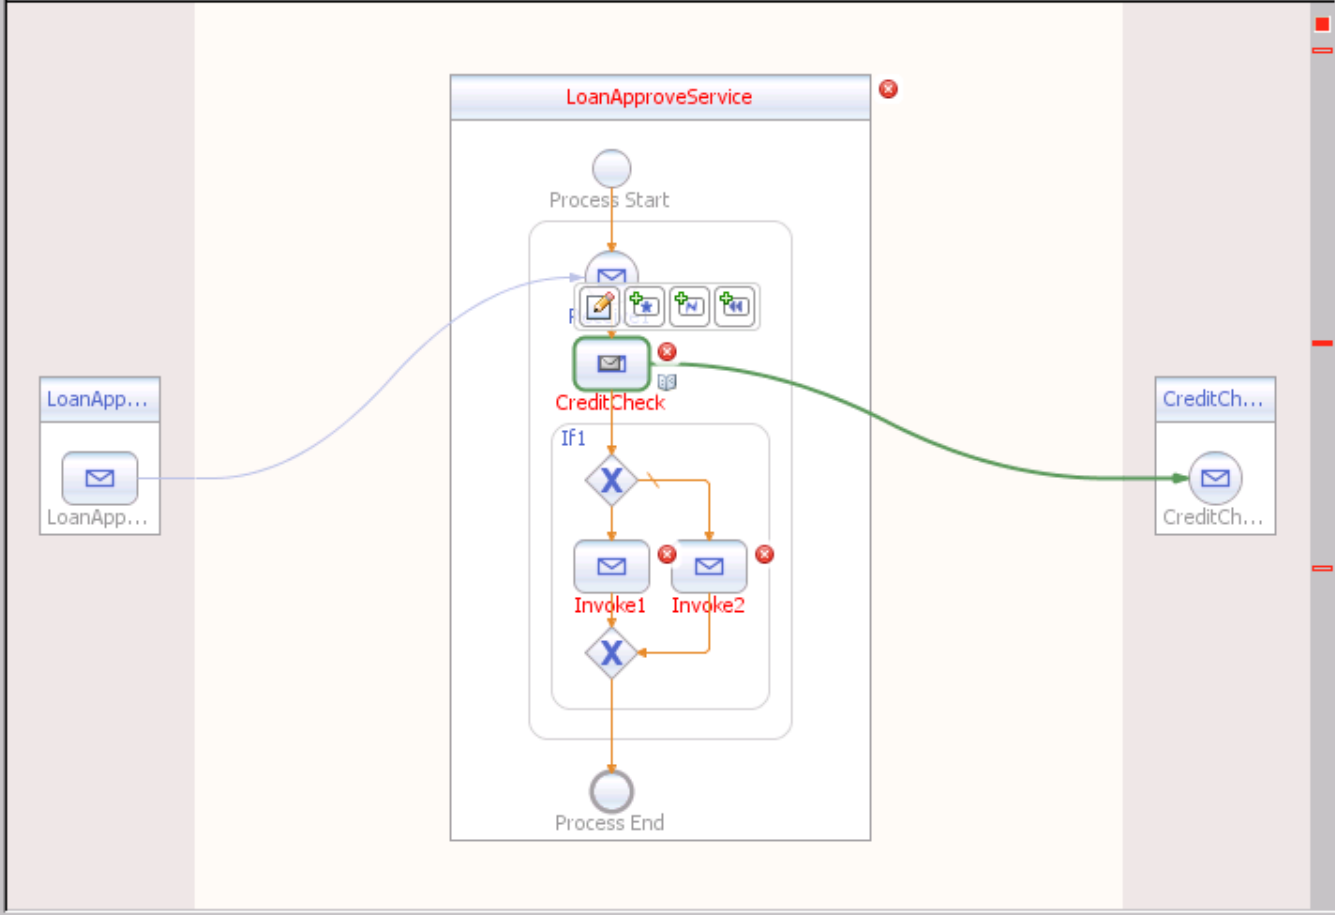 LoanApproveService
Process Start
LoanApp...
CreditCheck
CreditCh...
If1
LoanApp...
CreditCh...
Invoke1 Invoke2
Process End